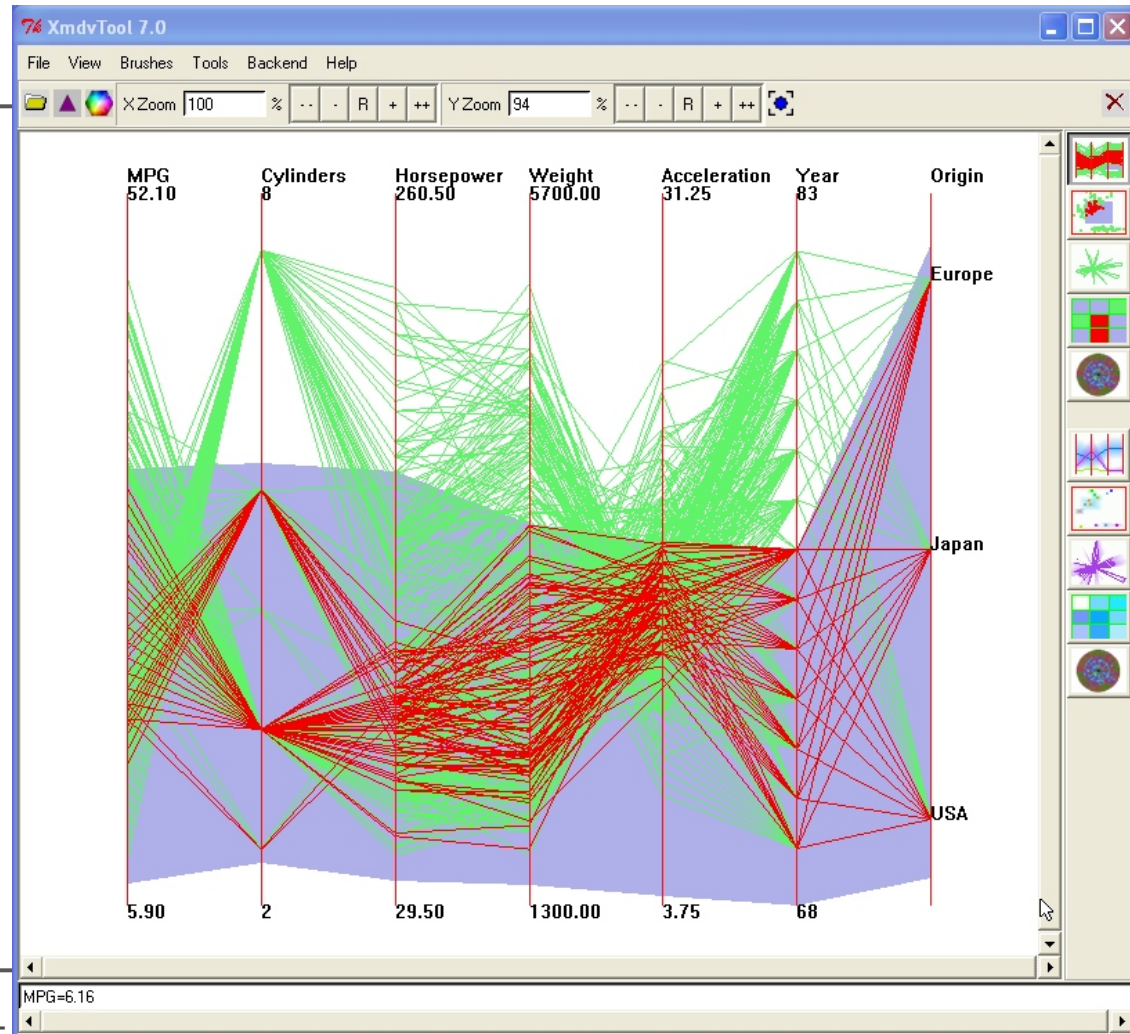 XmdvTool 7.0
File View Brushes Tools Backend Help
X Zoom 100 % -- - R + ++ Y Zoom 94 % -- - R + ++
MPG Cylinders Horsepower Weight Acceleration Year Origin
52.10 8 260.50 5700.00 31.25 83
Europe
Japan
USA
5.90 2 29.50 1300.00 3.75 68
MPG=6.16